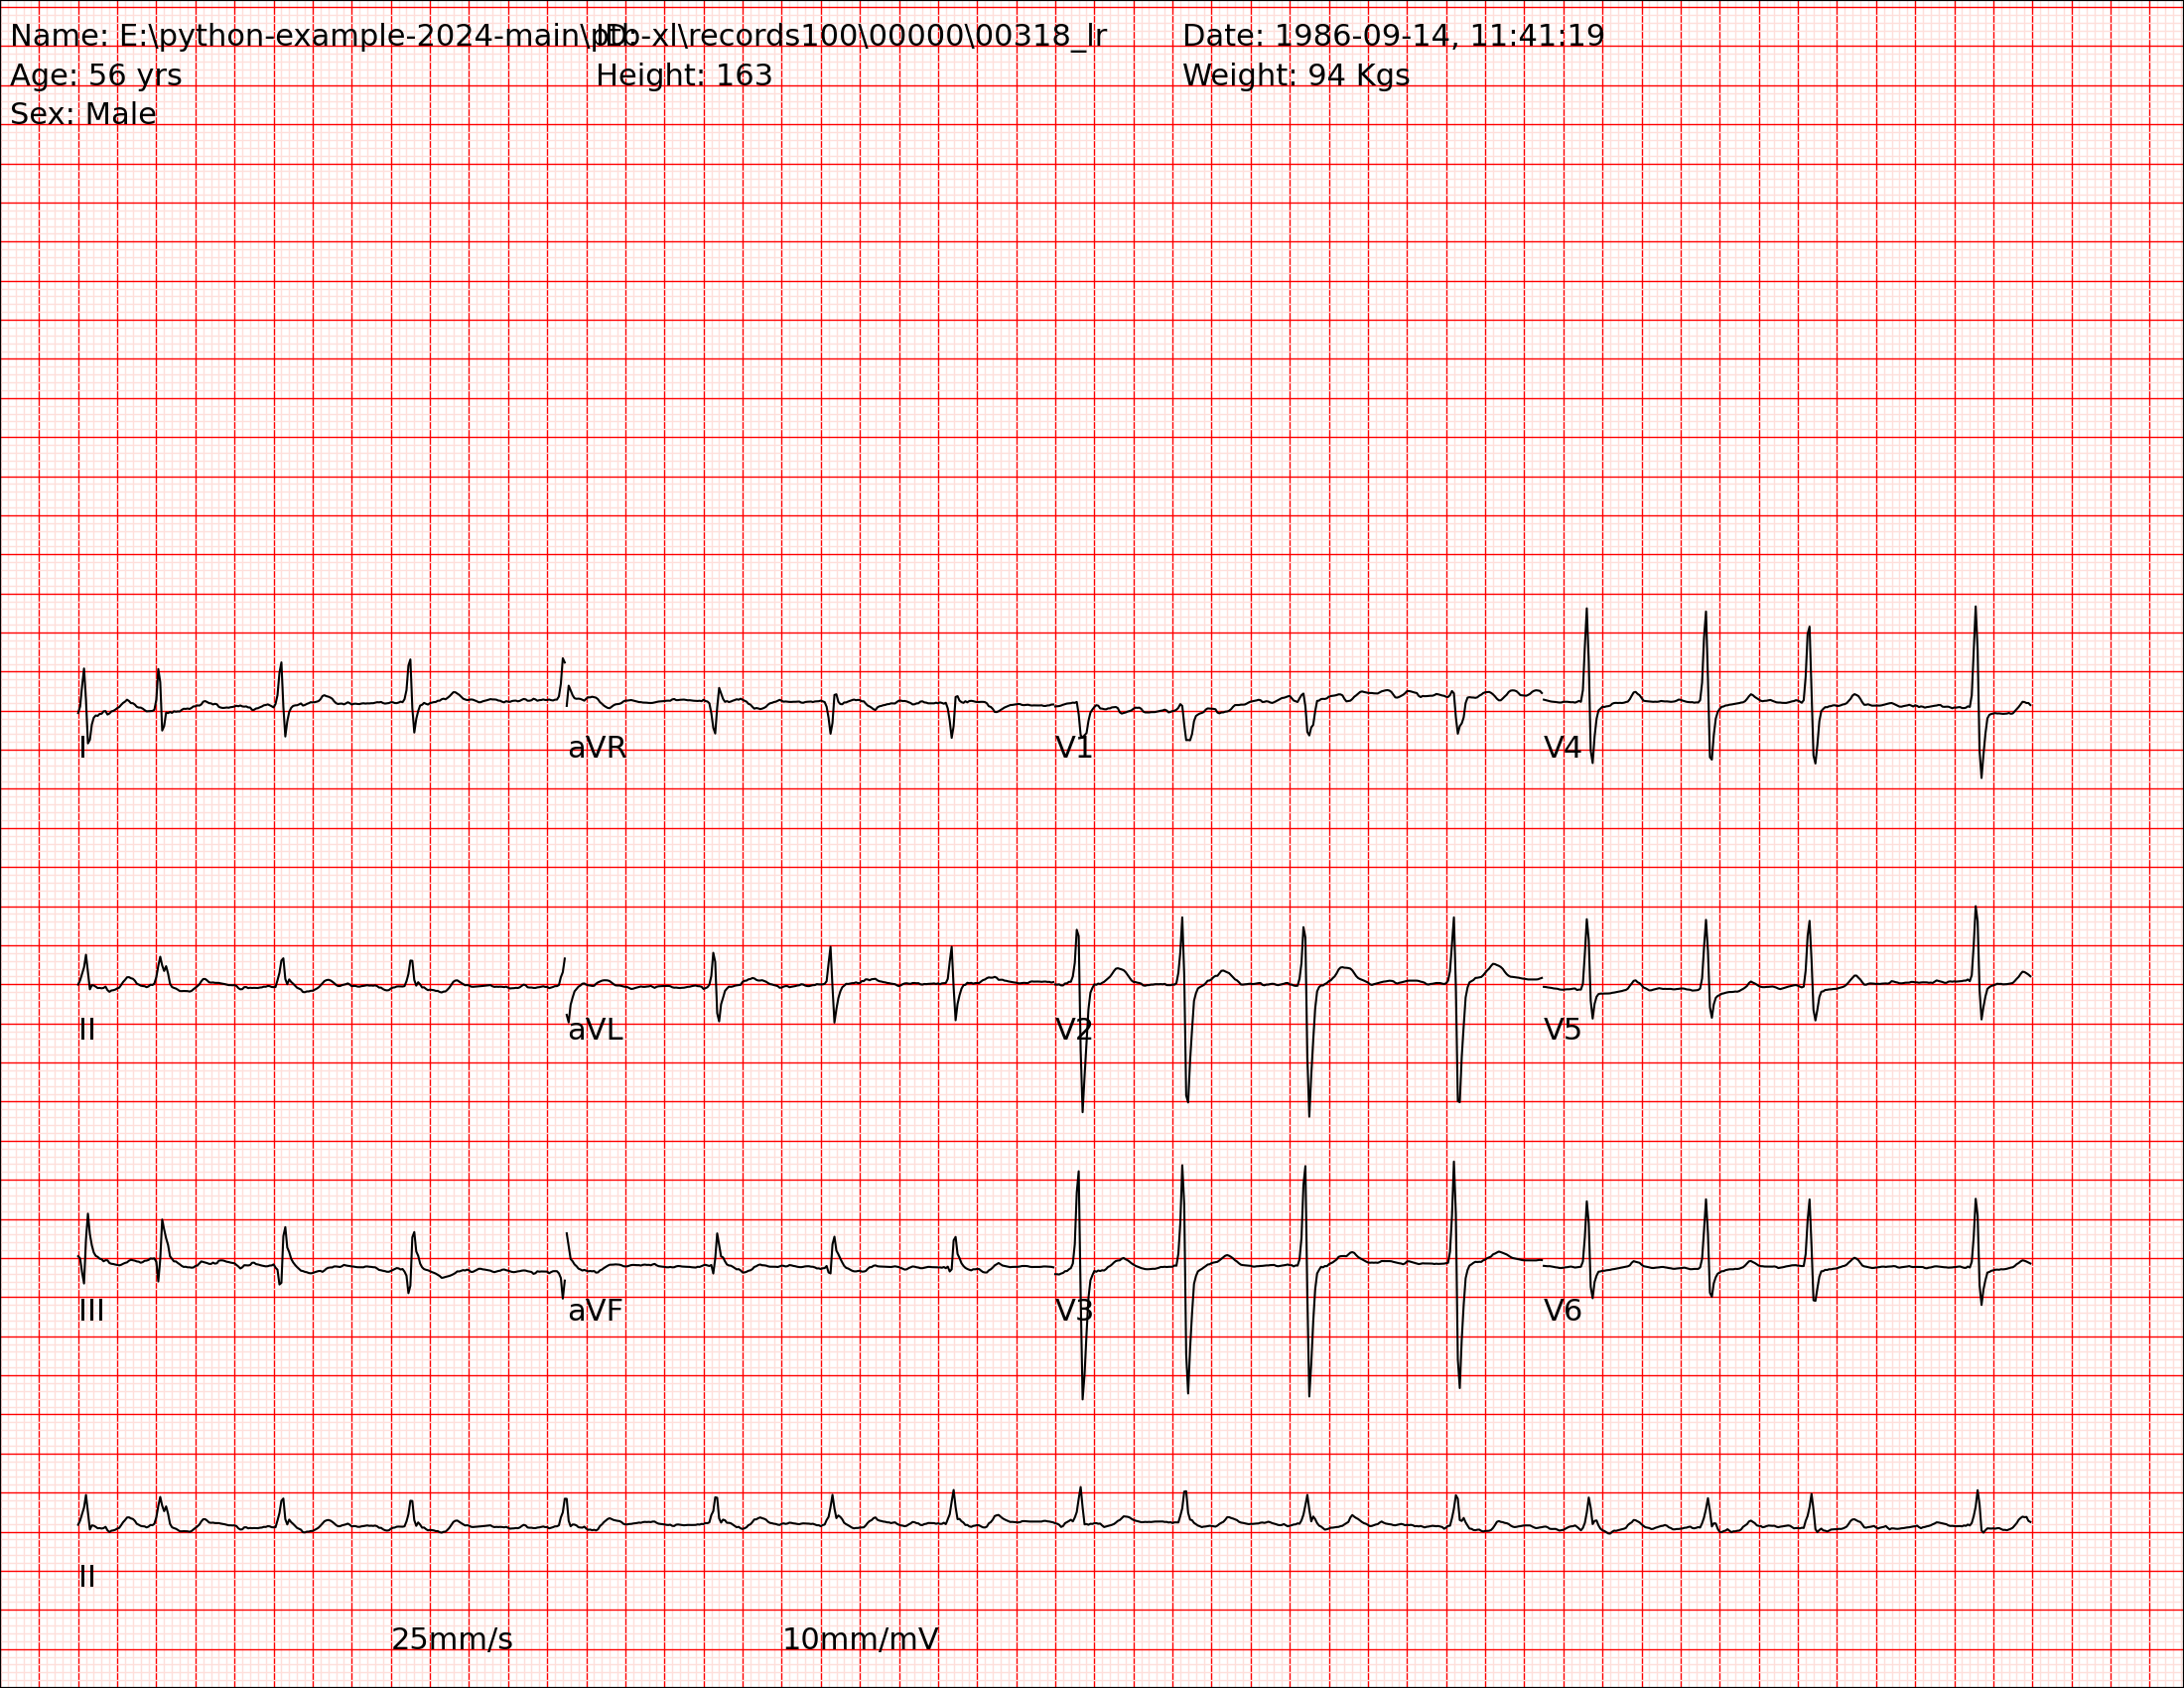 Name: E:\python-example-2024-main\ptb-xl\records100\00000\00318_lr ID: Date: 1986-09-14, 11:41:19
Age: 56 yrs Height: 163 Weight: 94 Kgs
Sex: Male
I aVR V1 V4
II aVL V2 V5
III aVF V3 V6
II
25mm/s 10mm/mV